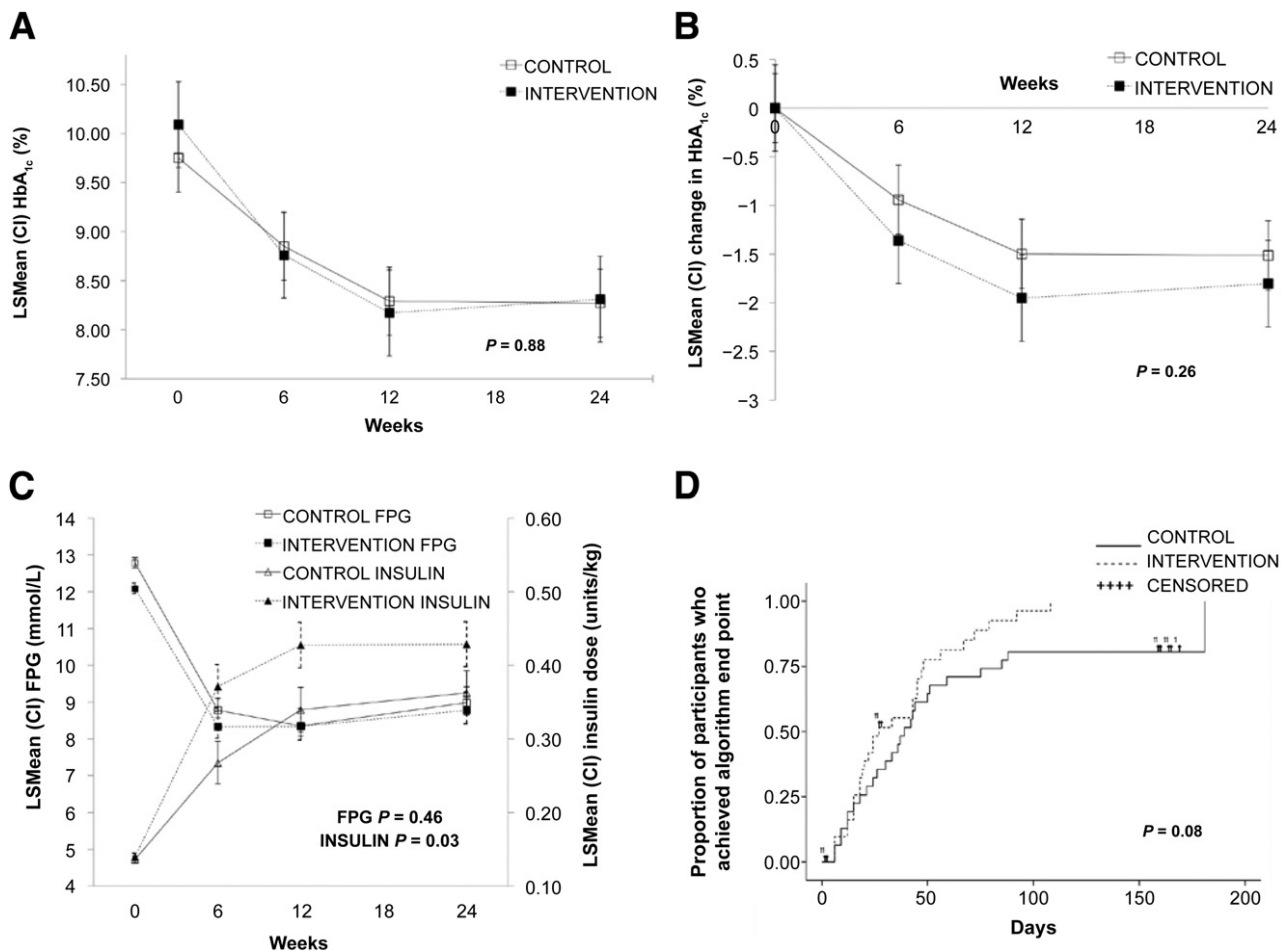 A
LSMean (CI) HbA1c (%)
10.50
10.00
9.50
9.00
8.50
8.00
7.50
CONTROL
INTERVENTION
P = 0.88
0 6 12 18 24
Weeks
B
LSMean (CI) change in HbA1c (%)
0.5
0
−0.5
−1
−1.5
−2
−2.5
−3
Weeks
CONTROL
INTERVENTION
0 6 12 18 24
P = 0.26
C
LSMean (CI) FPG (mmol/L)
14
13
12
11
10
9
8
7
6
5
4
CONTROL FPG
INTERVENTION FPG
CONTROL INSULIN
INTERVENTION INSULIN
FPG P = 0.46
INSULIN P = 0.03
0.60
0.50
0.40
0.30
0.20
0.10
LSMean (CI) insulin dose (units/kg)
0 6 12 18 24
Weeks
D
Proportion of participants who
achieved algorithm end point
CONTROL
INTERVENTION
CENSORED
1.00
0.75
0.50
0.25
0.00
P = 0.08
0 50 100 150 200
Days